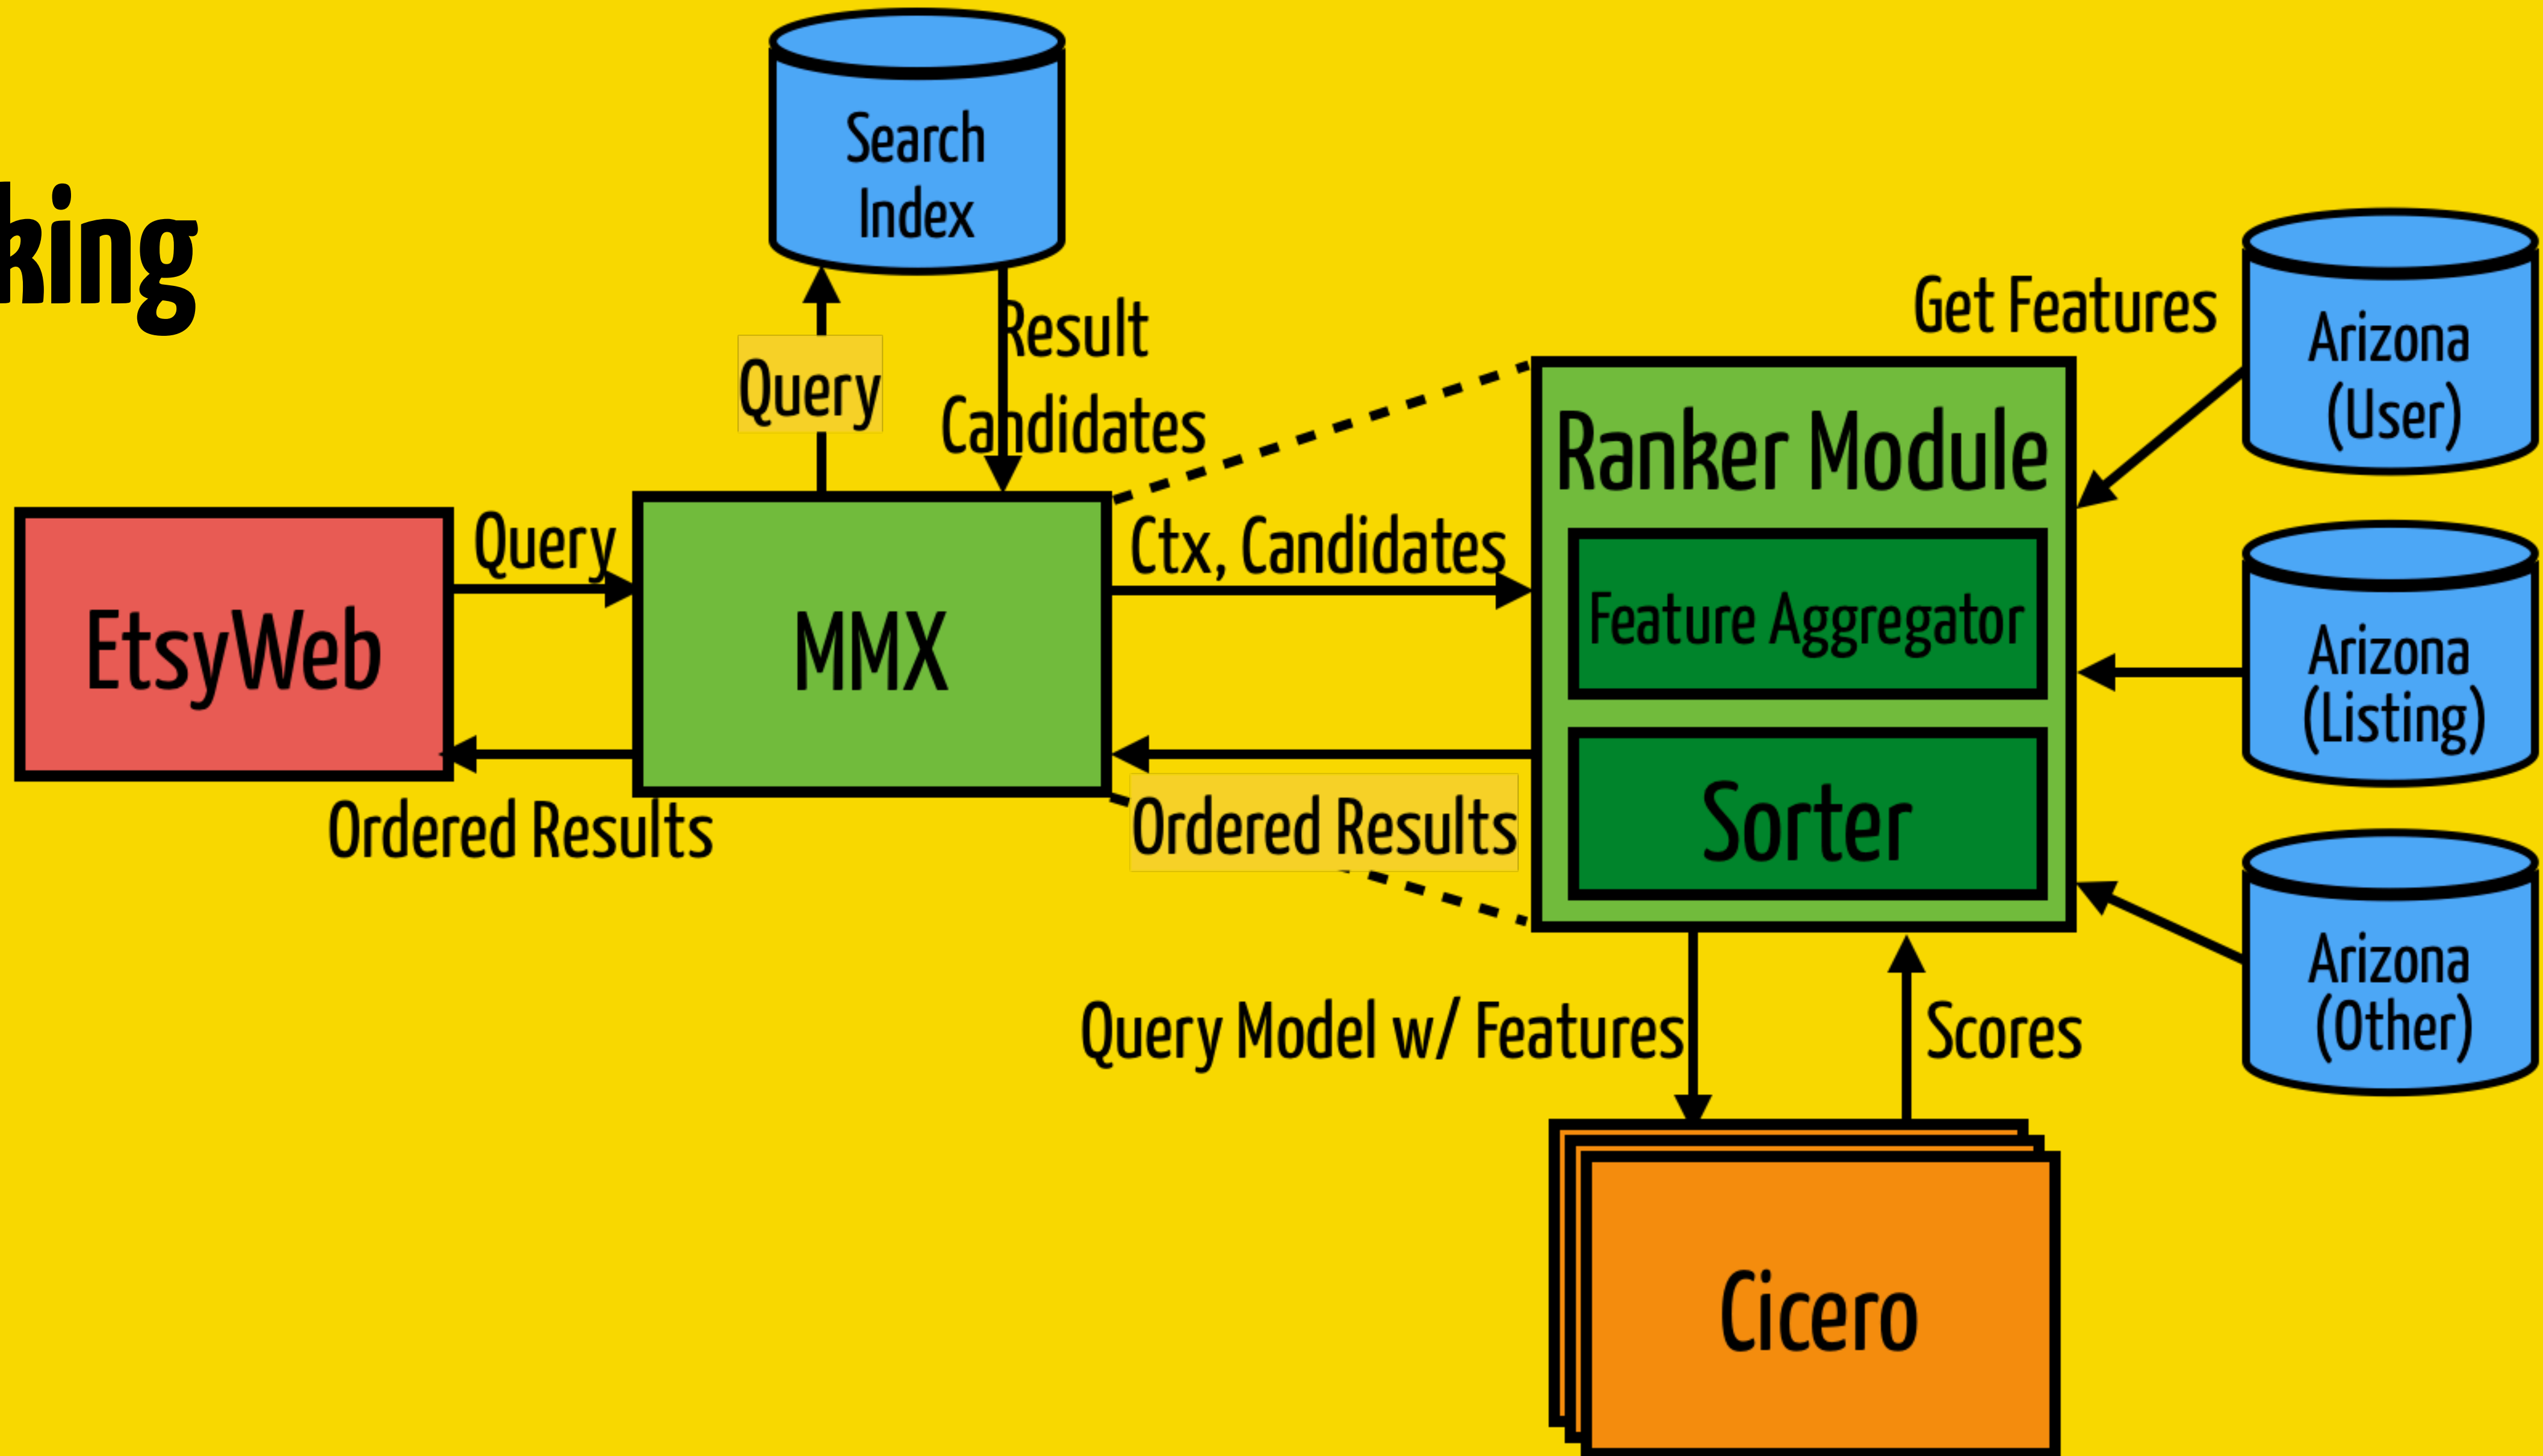 king
Search
Index
Query
Result
Candidates
Get Features
Arizona
(User)
EtsyWeb
Query
MMX
Ctx, Candidates
Ranker Module
Feature Aggregator
Sorter
Arizona
(Listing)
Ordered Results
Ordered Results
Arizona
(Other)
Query Model w/ Features
Scores
Cicero